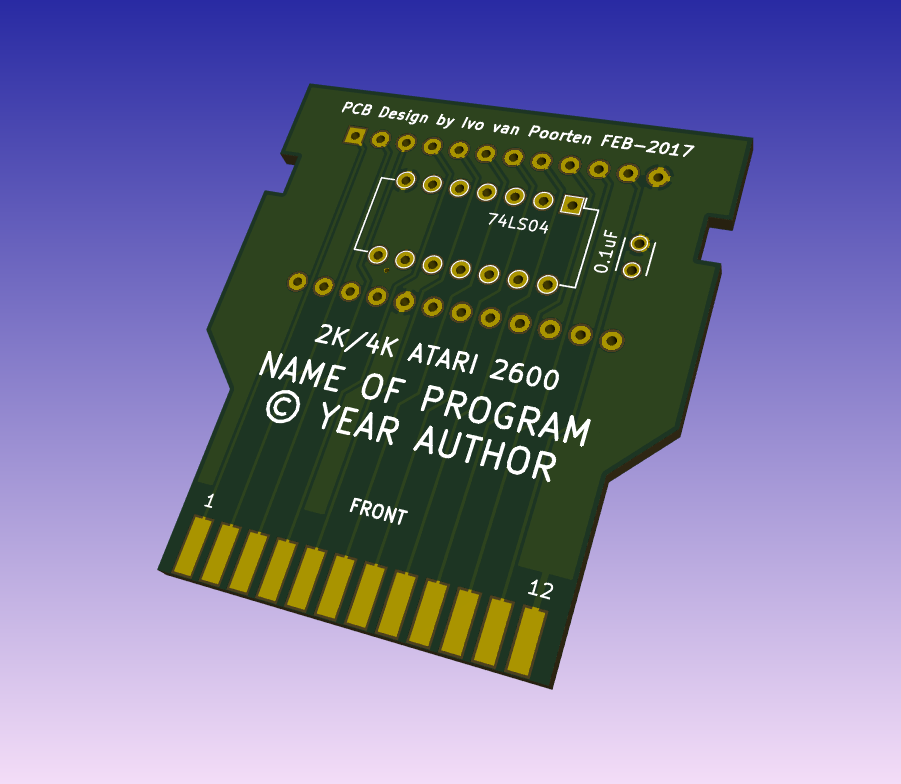 PCB Design by Ivo van Poorten FEB-2017
74LS04
0.1uF
2K/4K ATARI 2600
NAME OF PROGRAM
© YEAR AUTHOR
FRONT
1
12